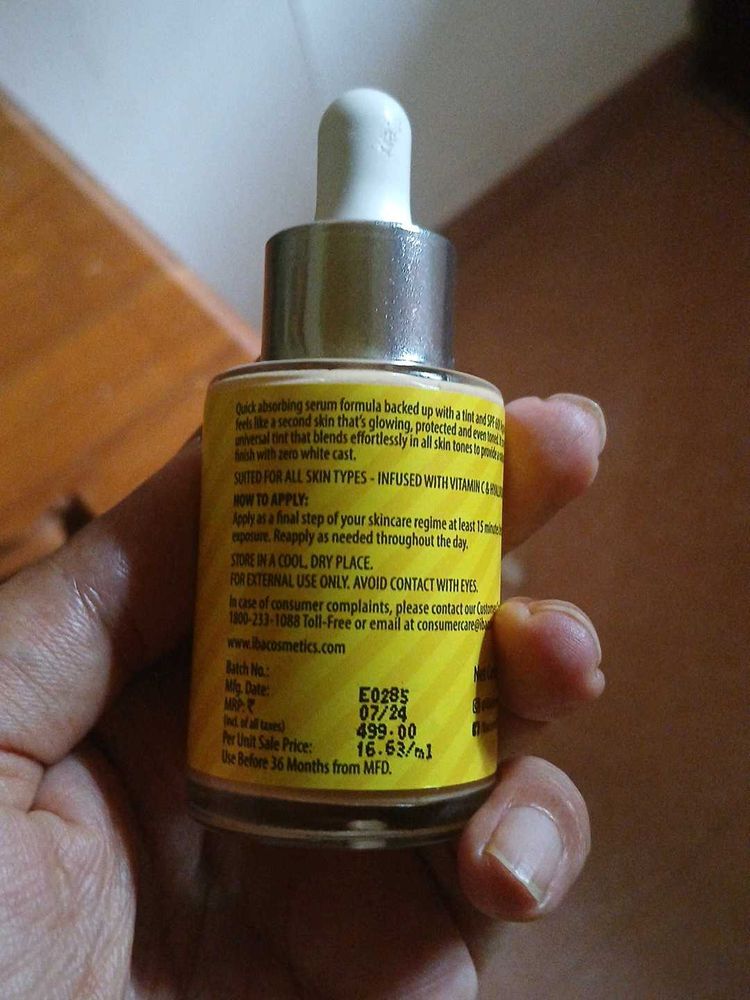 Quick absorbing serum formula backed up with a tint and SPF
feels like a second skin that's glowing, protected and even toned.
universal tint that blends effortlessly in all skin tones to provide a
finish with zero white cast.
SUITED FOR ALL SKIN TYPES - INFUSED WITH VITAMIN C &
HOW TO APPLY:
Apply as a final step of your skincare regime at least 15 minutes
exposure. Reapply as needed throughout the day.
STORE IN A COOL, DRY PLACE.
FOR EXTERNAL USE ONLY. AVOID CONTACT WITH EYES.
In case of consumer complaints, please contact our
1800-233-1088 Toll-Free or email at consumercare@iba
www.ibacosmetics.com
Batch No.: E0285
Mfg. Date: 07/24
MRP: ₹ 499.00
(incl. of all taxes)
Per Unit Sale Price: 16.63/ml
Use Before 36 Months from MFD.